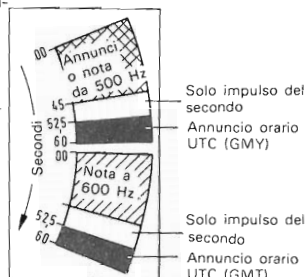 00
Annunci
o nota
da 500 Hz
45
52,5
60
00
Secondi
Nota a
600 Hz
52,5
60
Solo impulso del
secondo
Annuncio orario
UTC (GMY)
Solo impulso del
secondo
Annuncio orario
UTC (GMT)